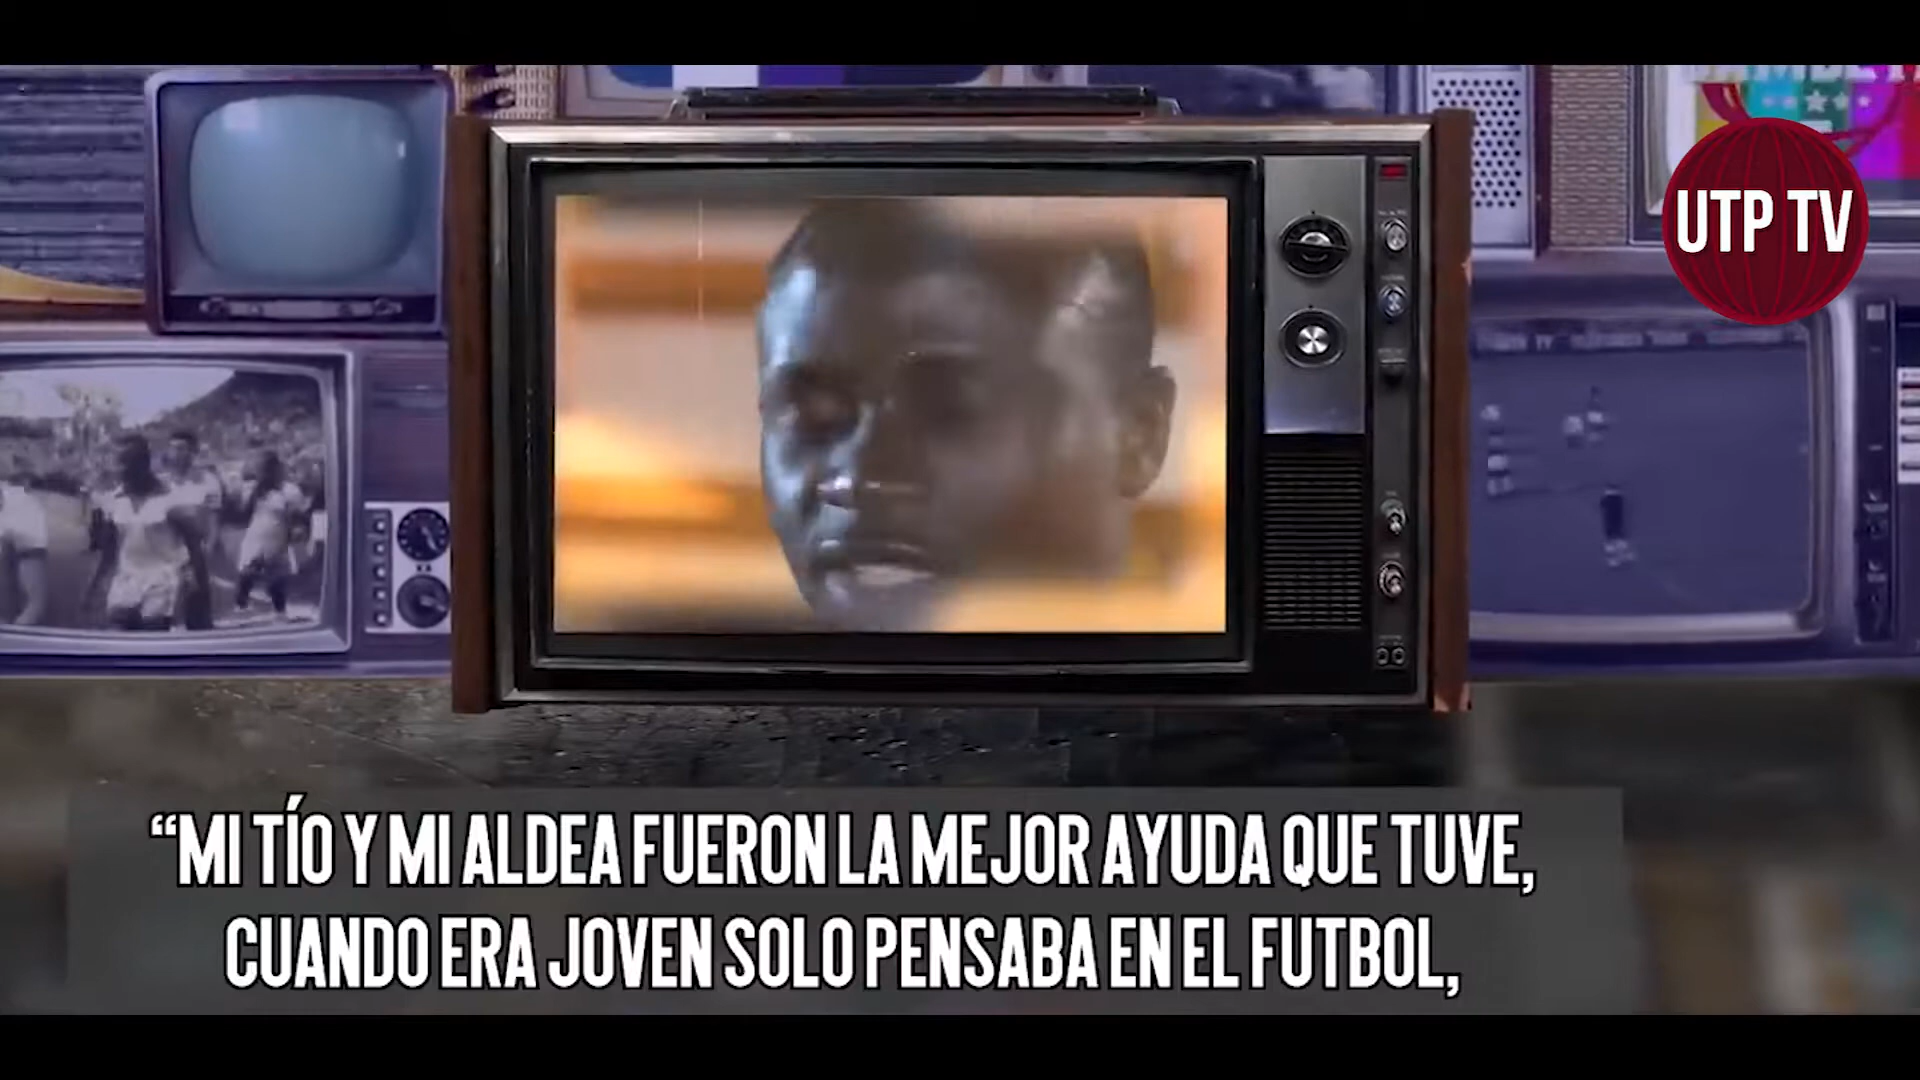 UTP TV
“MI TÍO Y MI ALDEA FUERON LA MEJOR AYUDA QUE TUVE,
CUANDO ERA JOVEN SOLO PENSABA EN EL FUTBOL,